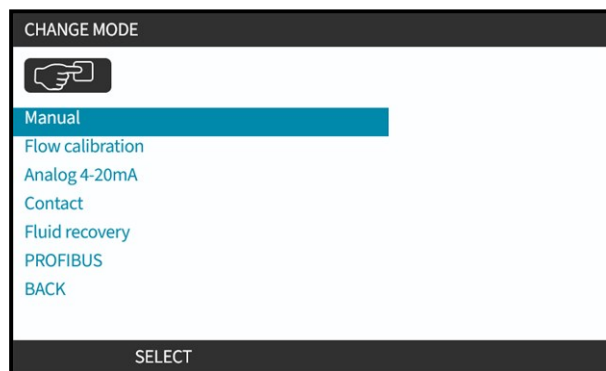 CHANGE MODE
Manual
Flow calibration
Analog 4-20mA
Contact
Fluid recovery
PROFIBUS
BACK
SELECT